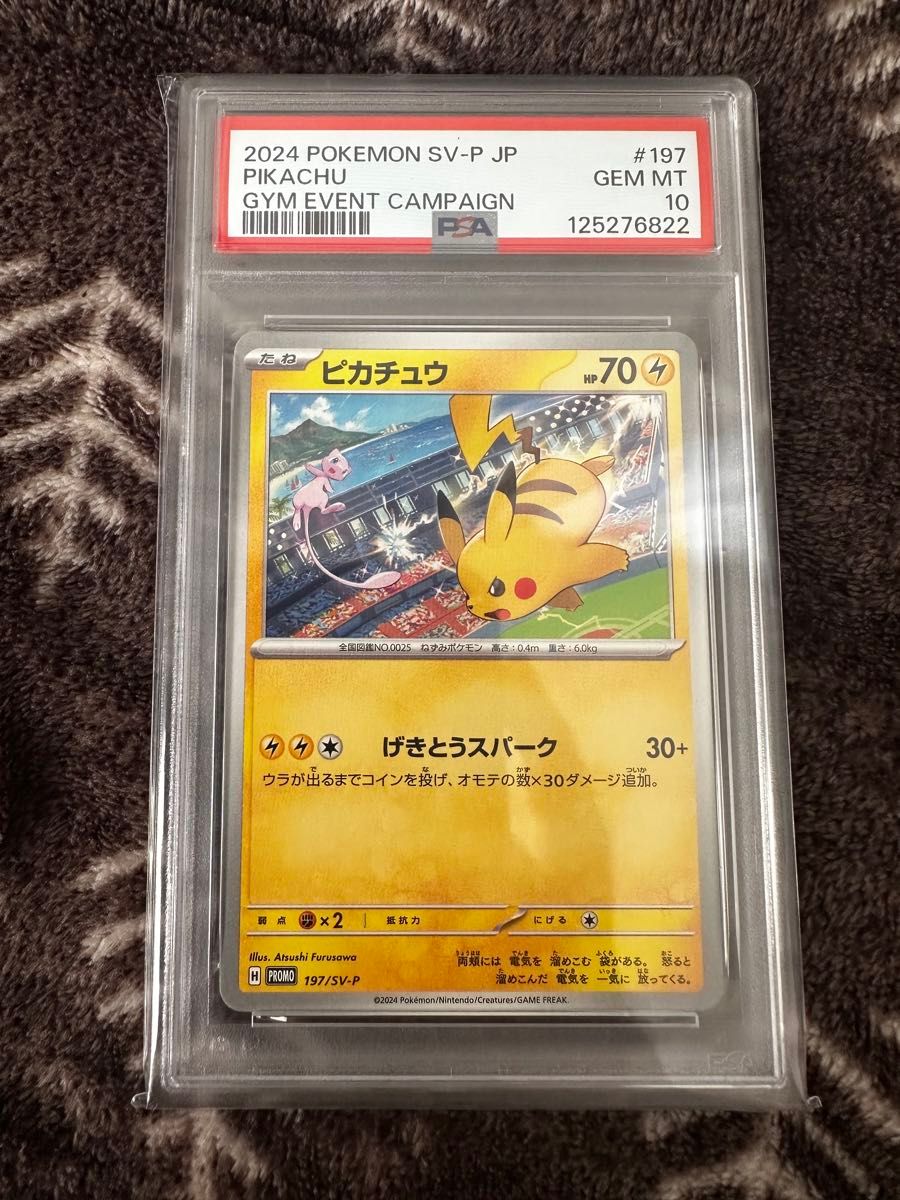 2024 POKEMON SV-P JP #197
PIKACHU GEM MT
GYM EVENT CAMPAIGN 10
PSA 125276822
たね ピカチュウ HP70
全国図鑑NO.0025 ねずみポケモン 高さ:0.4m 重さ:6.0kg
げきとうスパーク 30+
ウラが出るまでコインを投げ、オモテの数×30ダメージ追加。
弱点 ×2 抵抗力 にげる
Illus. Atsushi Furusawa
両頬には 電気を 溜めこむ 袋がある。 怒ると
溜めこんだ 電気を 一気に 放ってくる。
H PROMO 197/SV-P
©2024 Pokémon/Nintendo/Creatures/GAME FREAK.